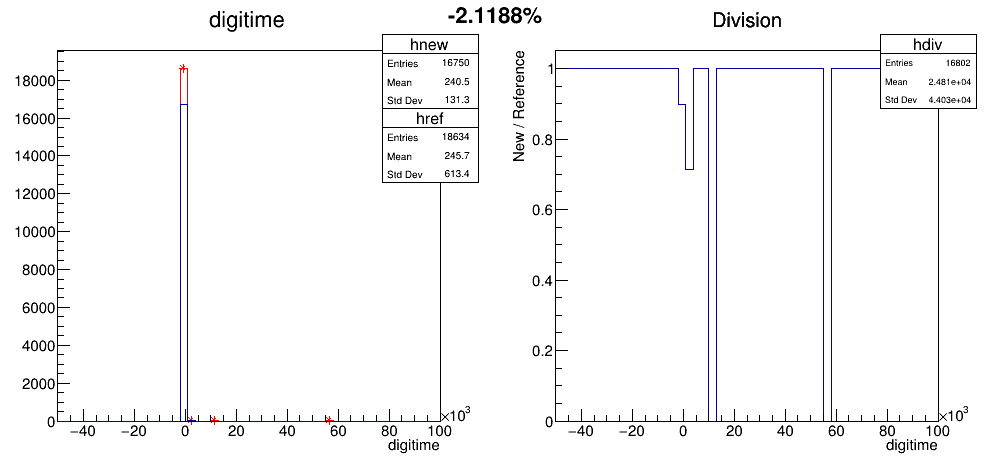 -2.1188%
digitime
hnew
Entries 16750
Mean 240.5
Std Dev 131.3
href
Entries 18634
Mean 245.7
Std Dev 613.4
18000
16000
14000
12000
10000
8000
6000
4000
2000
0
−40 −20 0 20 40 60 80 100
×10³
digitime
Division
hdiv
Entries 16802
Mean 2.481e+04
Std Dev 4.403e+04
New / Reference
1
0.8
0.6
0.4
0.2
0
−40 −20 0 20 40 60 80 100
×10³
digitime